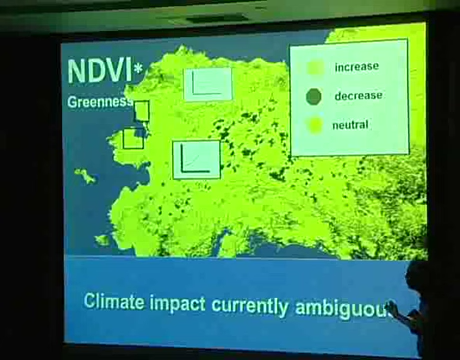 NDVI*
Greenness
increase
decrease
neutral
Climate impact currently ambiguous